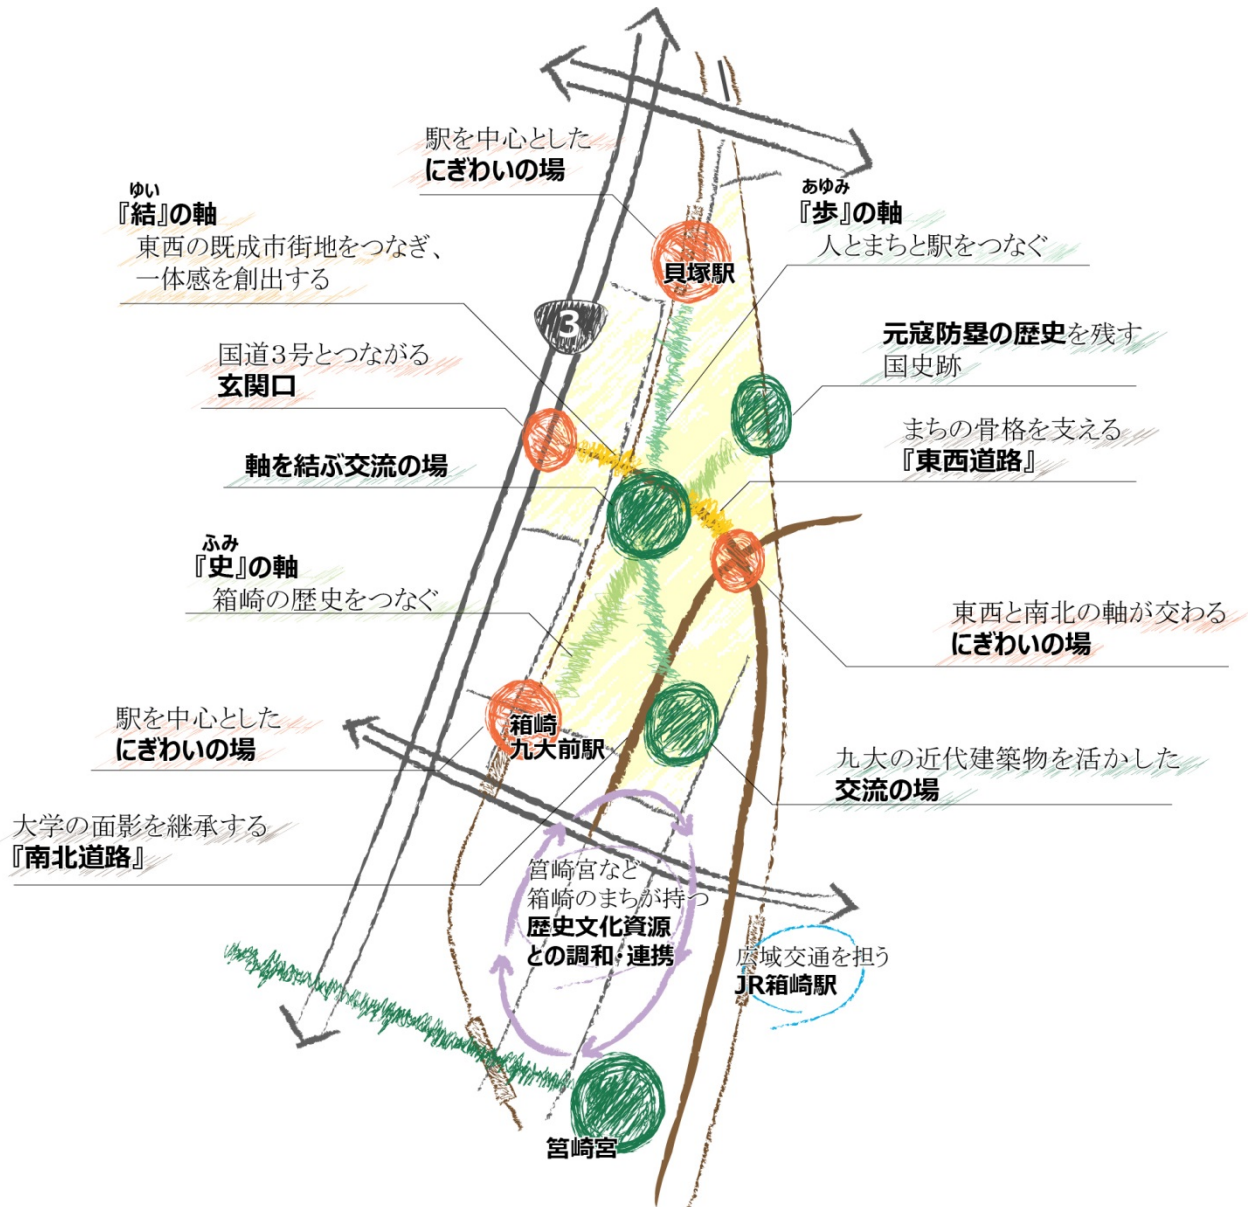 駅を中心とした
にぎわいの場
ゆい
『結』の軸
東西の既成市街地をつなぎ、
一体感を創出する
あゆみ
『歩』の軸
人とまちと駅をつなぐ
貝塚駅
3
国道3号とつながる
玄関口
元寇防塁の歴史を残す
国史跡
まちの骨格を支える
『東西道路』
軸を結ぶ交流の場
ふみ
『史』の軸
箱崎の歴史をつなぐ
東西と南北の軸が交わる
にぎわいの場
駅を中心とした
にぎわいの場
箱崎
九大前駅
九大の近代建築物を活かした
交流の場
大学の面影を継承する
『南北道路』
筥崎宮など
箱崎のまちが持つ
歴史文化資源
との調和・連携
広域交通を担う
JR箱崎駅
筥崎宮